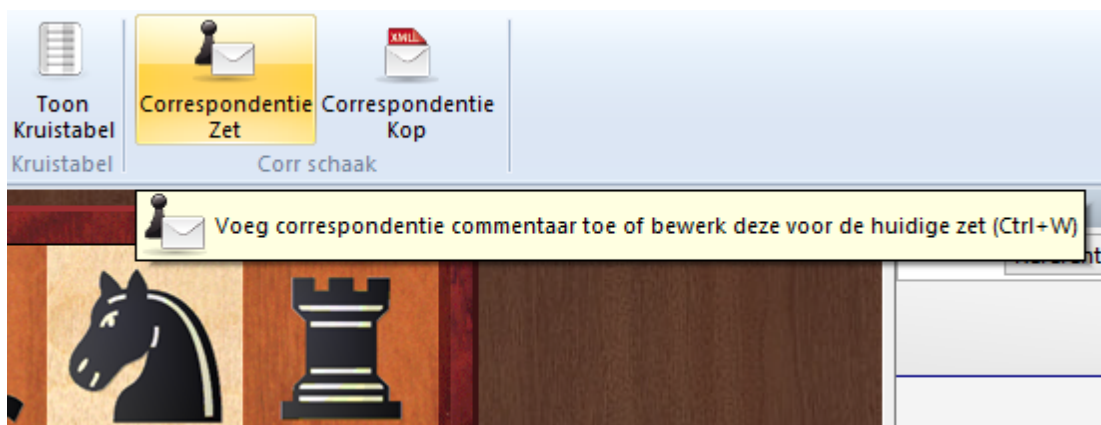 XML
Toon
Kruistabel
Correspondentie
Zet
Correspondentie
Kop
Kruistabel
Corr schaak
Voeg correspondentie commentaar toe of bewerk deze voor de huidige zet (Ctrl+W)